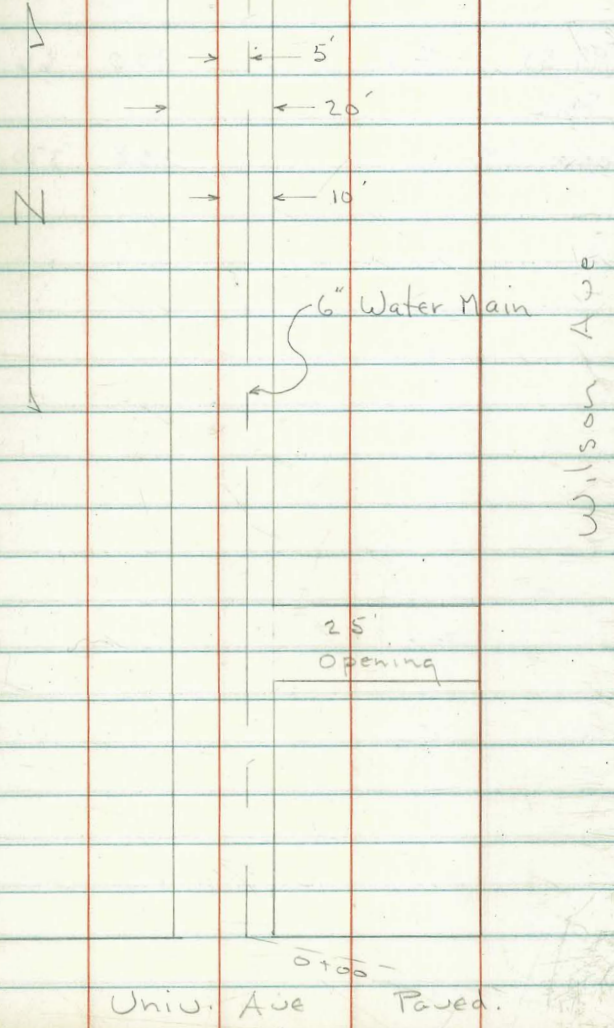 5'
20'
10'
N
6" Water Main
Wilson Ave
25'
Opening
0+00
Univ. Ave Paved.